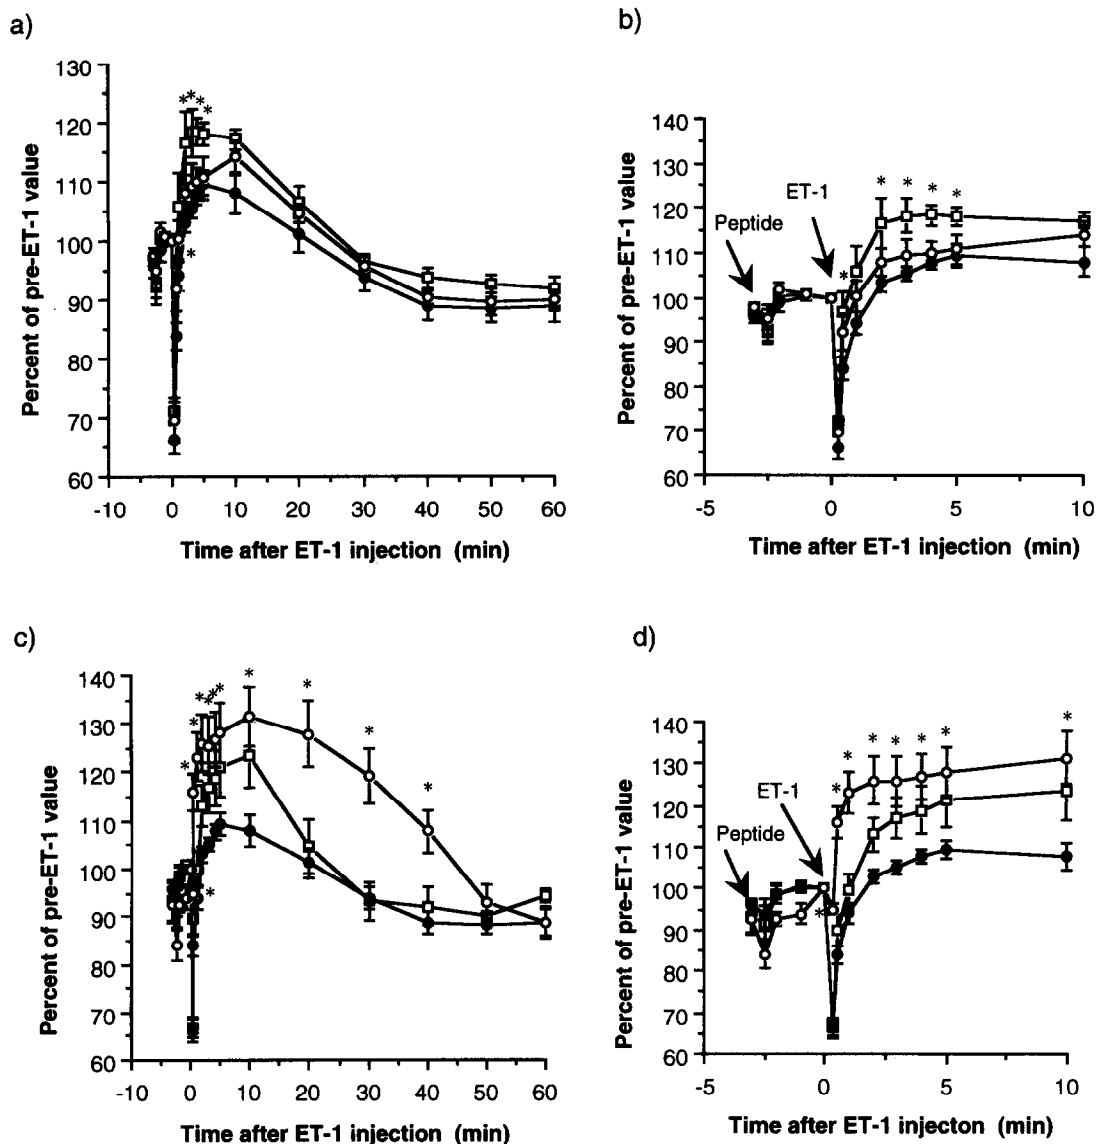 a)
Percent of pre-ET-1 value
130
120
110
100
90
80
70
60
* * * *
*
-10 0 10 20 30 40 50 60
Time after ET-1 injection (min)
b)
Percent of pre-ET-1 value
140
130
120
110
100
90
80
70
60
Peptide
ET-1
* * * *
*
-5 0 5 10
Time after ET-1 injection (min)
c)
Percent of pre-ET-1 value
140
130
120
110
100
90
80
70
60
* * * * * * * * * *
*
-10 0 10 20 30 40 50 60
Time after ET-1 injection (min)
d)
Percent of pre-ET-1 value
140
130
120
110
100
90
80
70
60
Peptide
ET-1
* * * * * * *
*
-5 0 5 10
Time after ET-1 injecton (min)